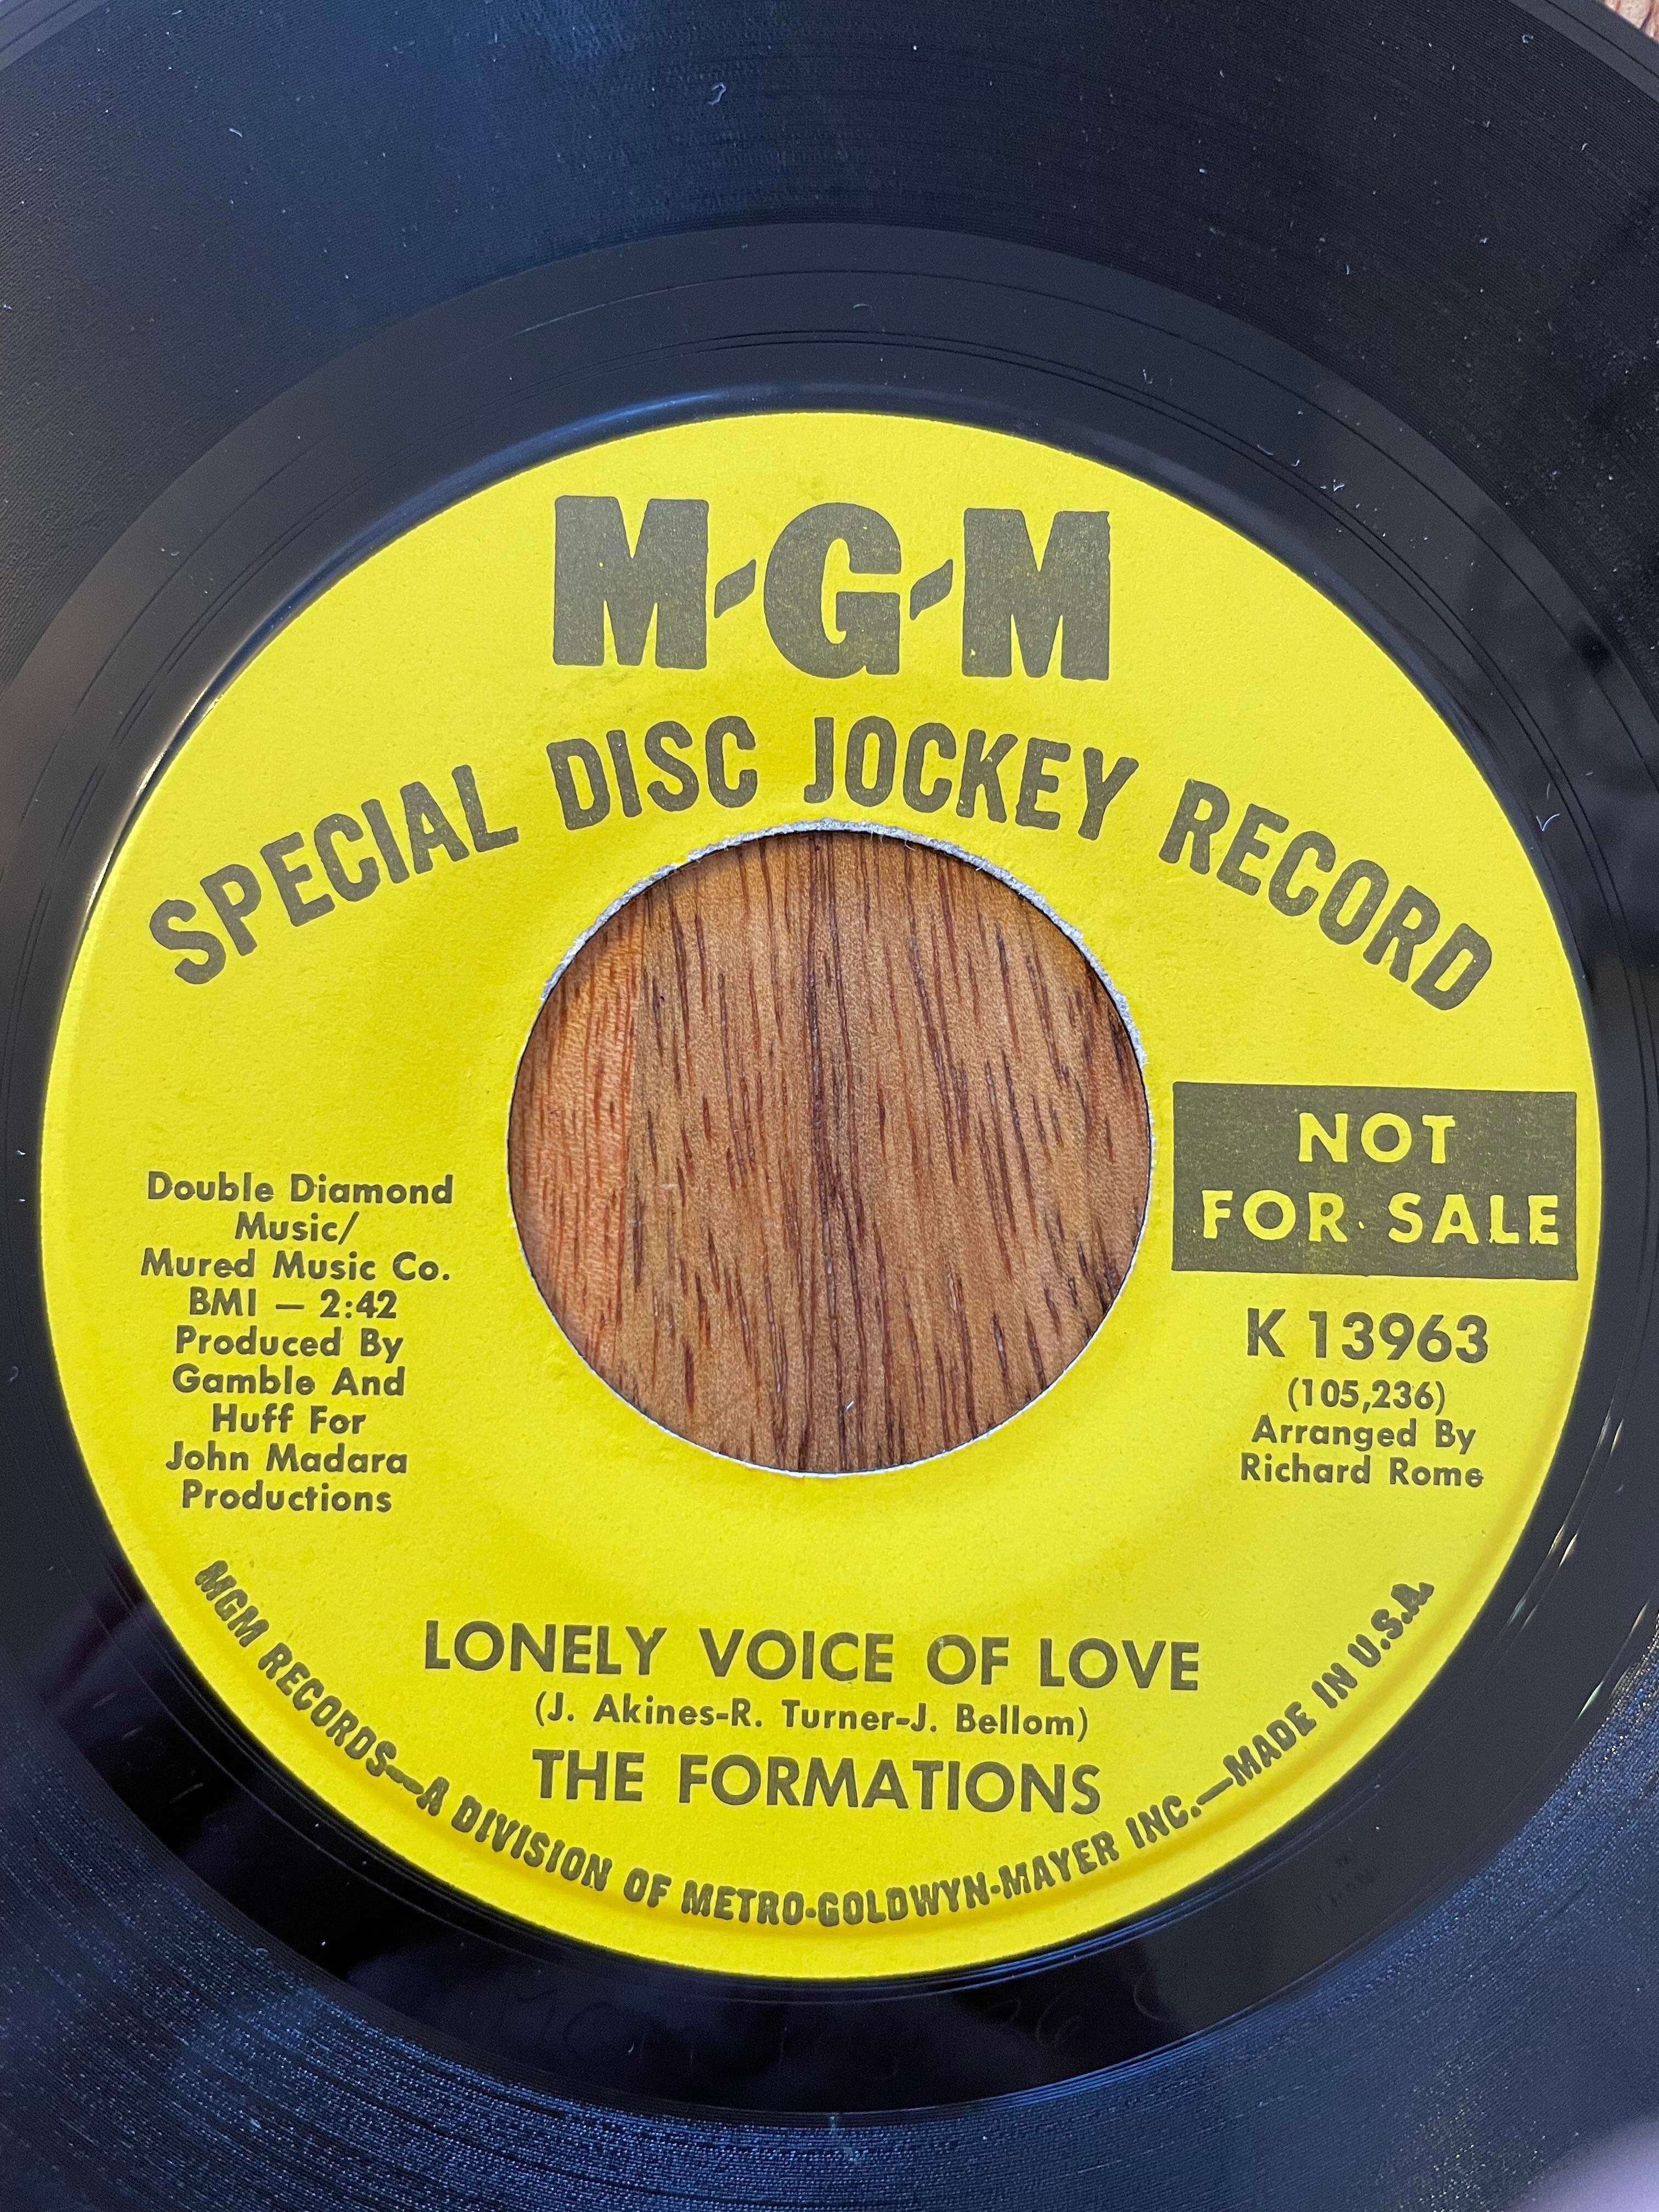 M-G-M
SPECIAL DISC JOCKEY RECORD
NOT
FOR SALE
Double Diamond
Music/
Mured Music Co.
BMI — 2:42
Produced By
Gamble And
Huff For
John Madara
Productions
K 13963
(105,236)
Arranged By
Richard Rome
LONELY VOICE OF LOVE
(J. Akines-R. Turner-J. Bellom)
THE FORMATIONS
MGM RECORDS—A DIVISION OF METRO-GOLDWYN-MAYER INC.—MADE IN U.S.A.